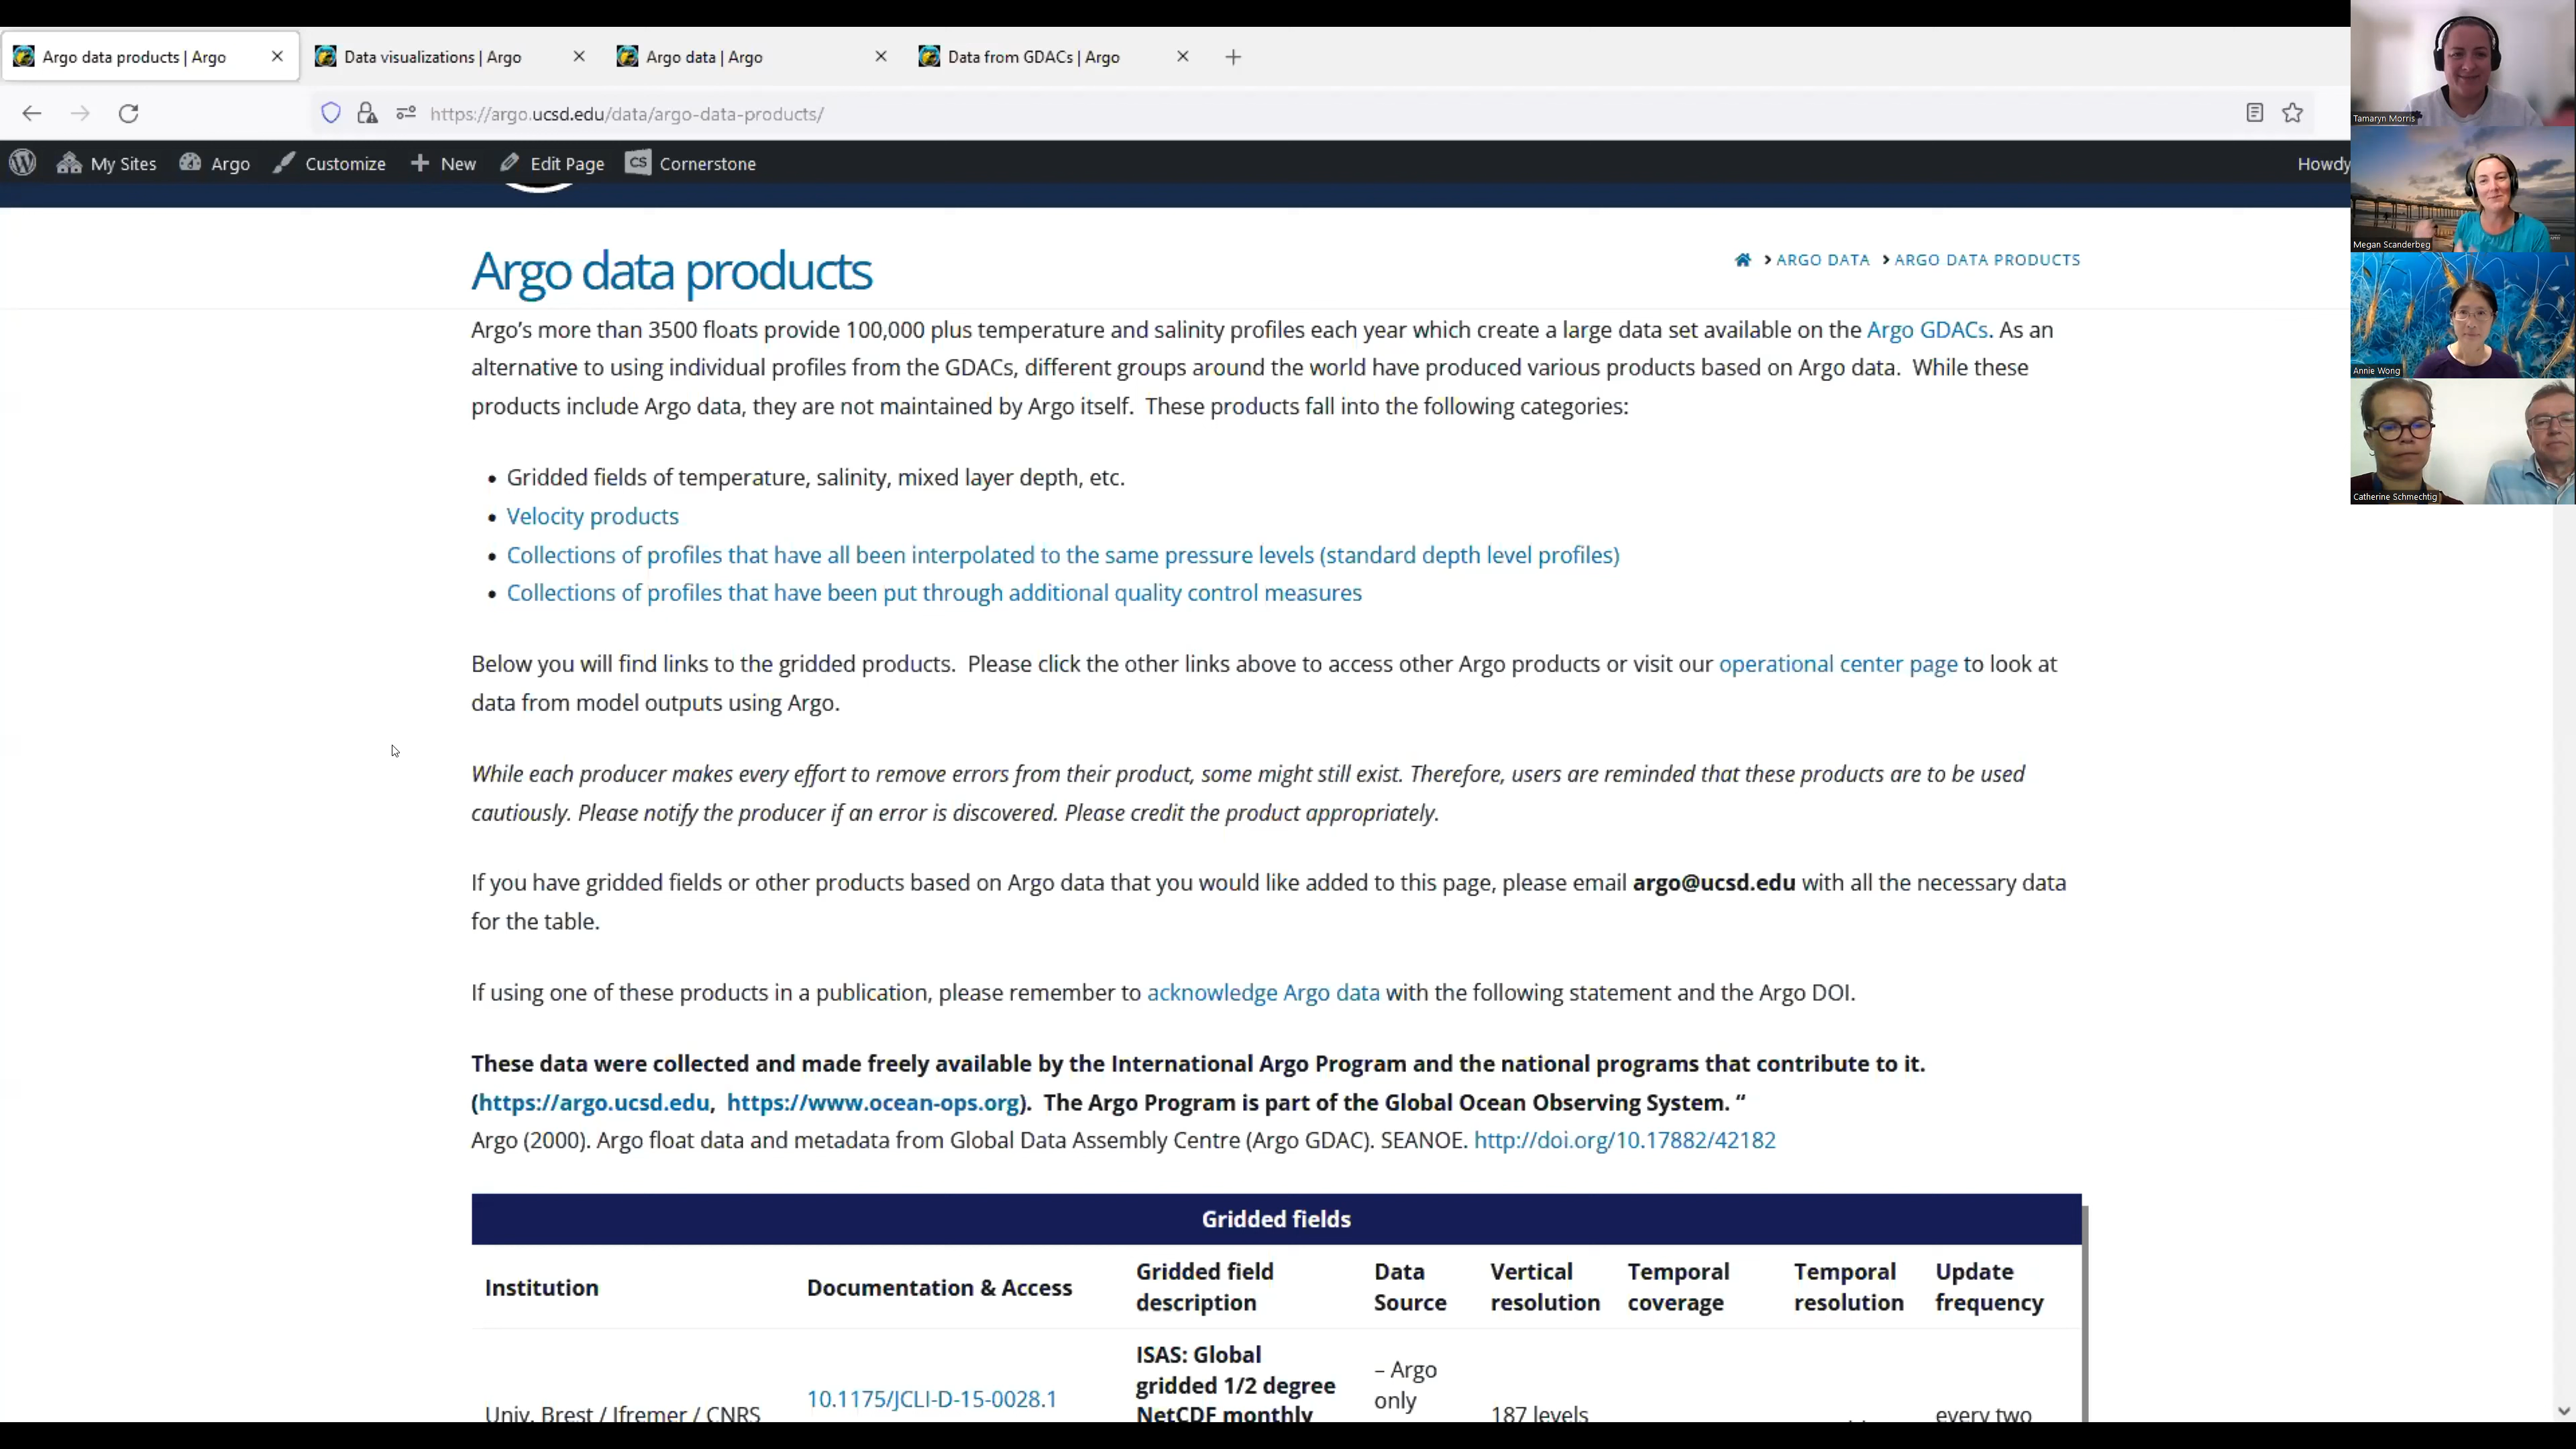 Argo data products | Argo
Data visualizations | Argo
Argo data | Argo
Data from GDACs | Argo
https://argo.ucsd.edu/data/argo-data-products/
My Sites
Argo
Customize
New
Edit Page
CS
Cornerstone
Howdy
Argo data products
ARGO DATA
ARGO DATA PRODUCTS
Argo's more than 3500 floats provide 100,000 plus temperature and salinity profiles each year which create a large data set available on the Argo GDACs. As an
alternative to using individual profiles from the GDACs, different groups around the world have produced various products based on Argo data. While these
products include Argo data, they are not maintained by Argo itself. These products fall into the following categories:
• Gridded fields of temperature, salinity, mixed layer depth, etc.
• Velocity products
• Collections of profiles that have all been interpolated to the same pressure levels (standard depth level profiles)
• Collections of profiles that have been put through additional quality control measures
Below you will find links to the gridded products. Please click the other links above to access other Argo products or visit our operational center page to look at
data from model outputs using Argo.
While each producer makes every effort to remove errors from their product, some might still exist. Therefore, users are reminded that these products are to be used
cautiously. Please notify the producer if an error is discovered. Please credit the product appropriately.
If you have gridded fields or other products based on Argo data that you would like added to this page, please email argo@ucsd.edu with all the necessary data
for the table.
If using one of these products in a publication, please remember to acknowledge Argo data with the following statement and the Argo DOI.
These data were collected and made freely available by the International Argo Program and the national programs that contribute to it.
(https://argo.ucsd.edu, https://www.ocean-ops.org). The Argo Program is part of the Global Ocean Observing System. “
Argo (2000). Argo float data and metadata from Global Data Assembly Centre (Argo GDAC). SEANOE. http://doi.org/10.17882/42182
Gridded fields
Institution
Documentation & Access
Gridded field
description
Data
Source
Vertical
resolution
Temporal
coverage
Temporal
resolution
Update
frequency
Univ. Brest / Ifremer / CNRS
10.1175/JCLI-D-15-0028.1
ISAS: Global
gridded 1/2 degree
NetCDF monthly
– Argo
only
187 levels
every two
Tamaryn Morris
Megan Scanderbeg
Annie Wong
Catherine Schmechtig